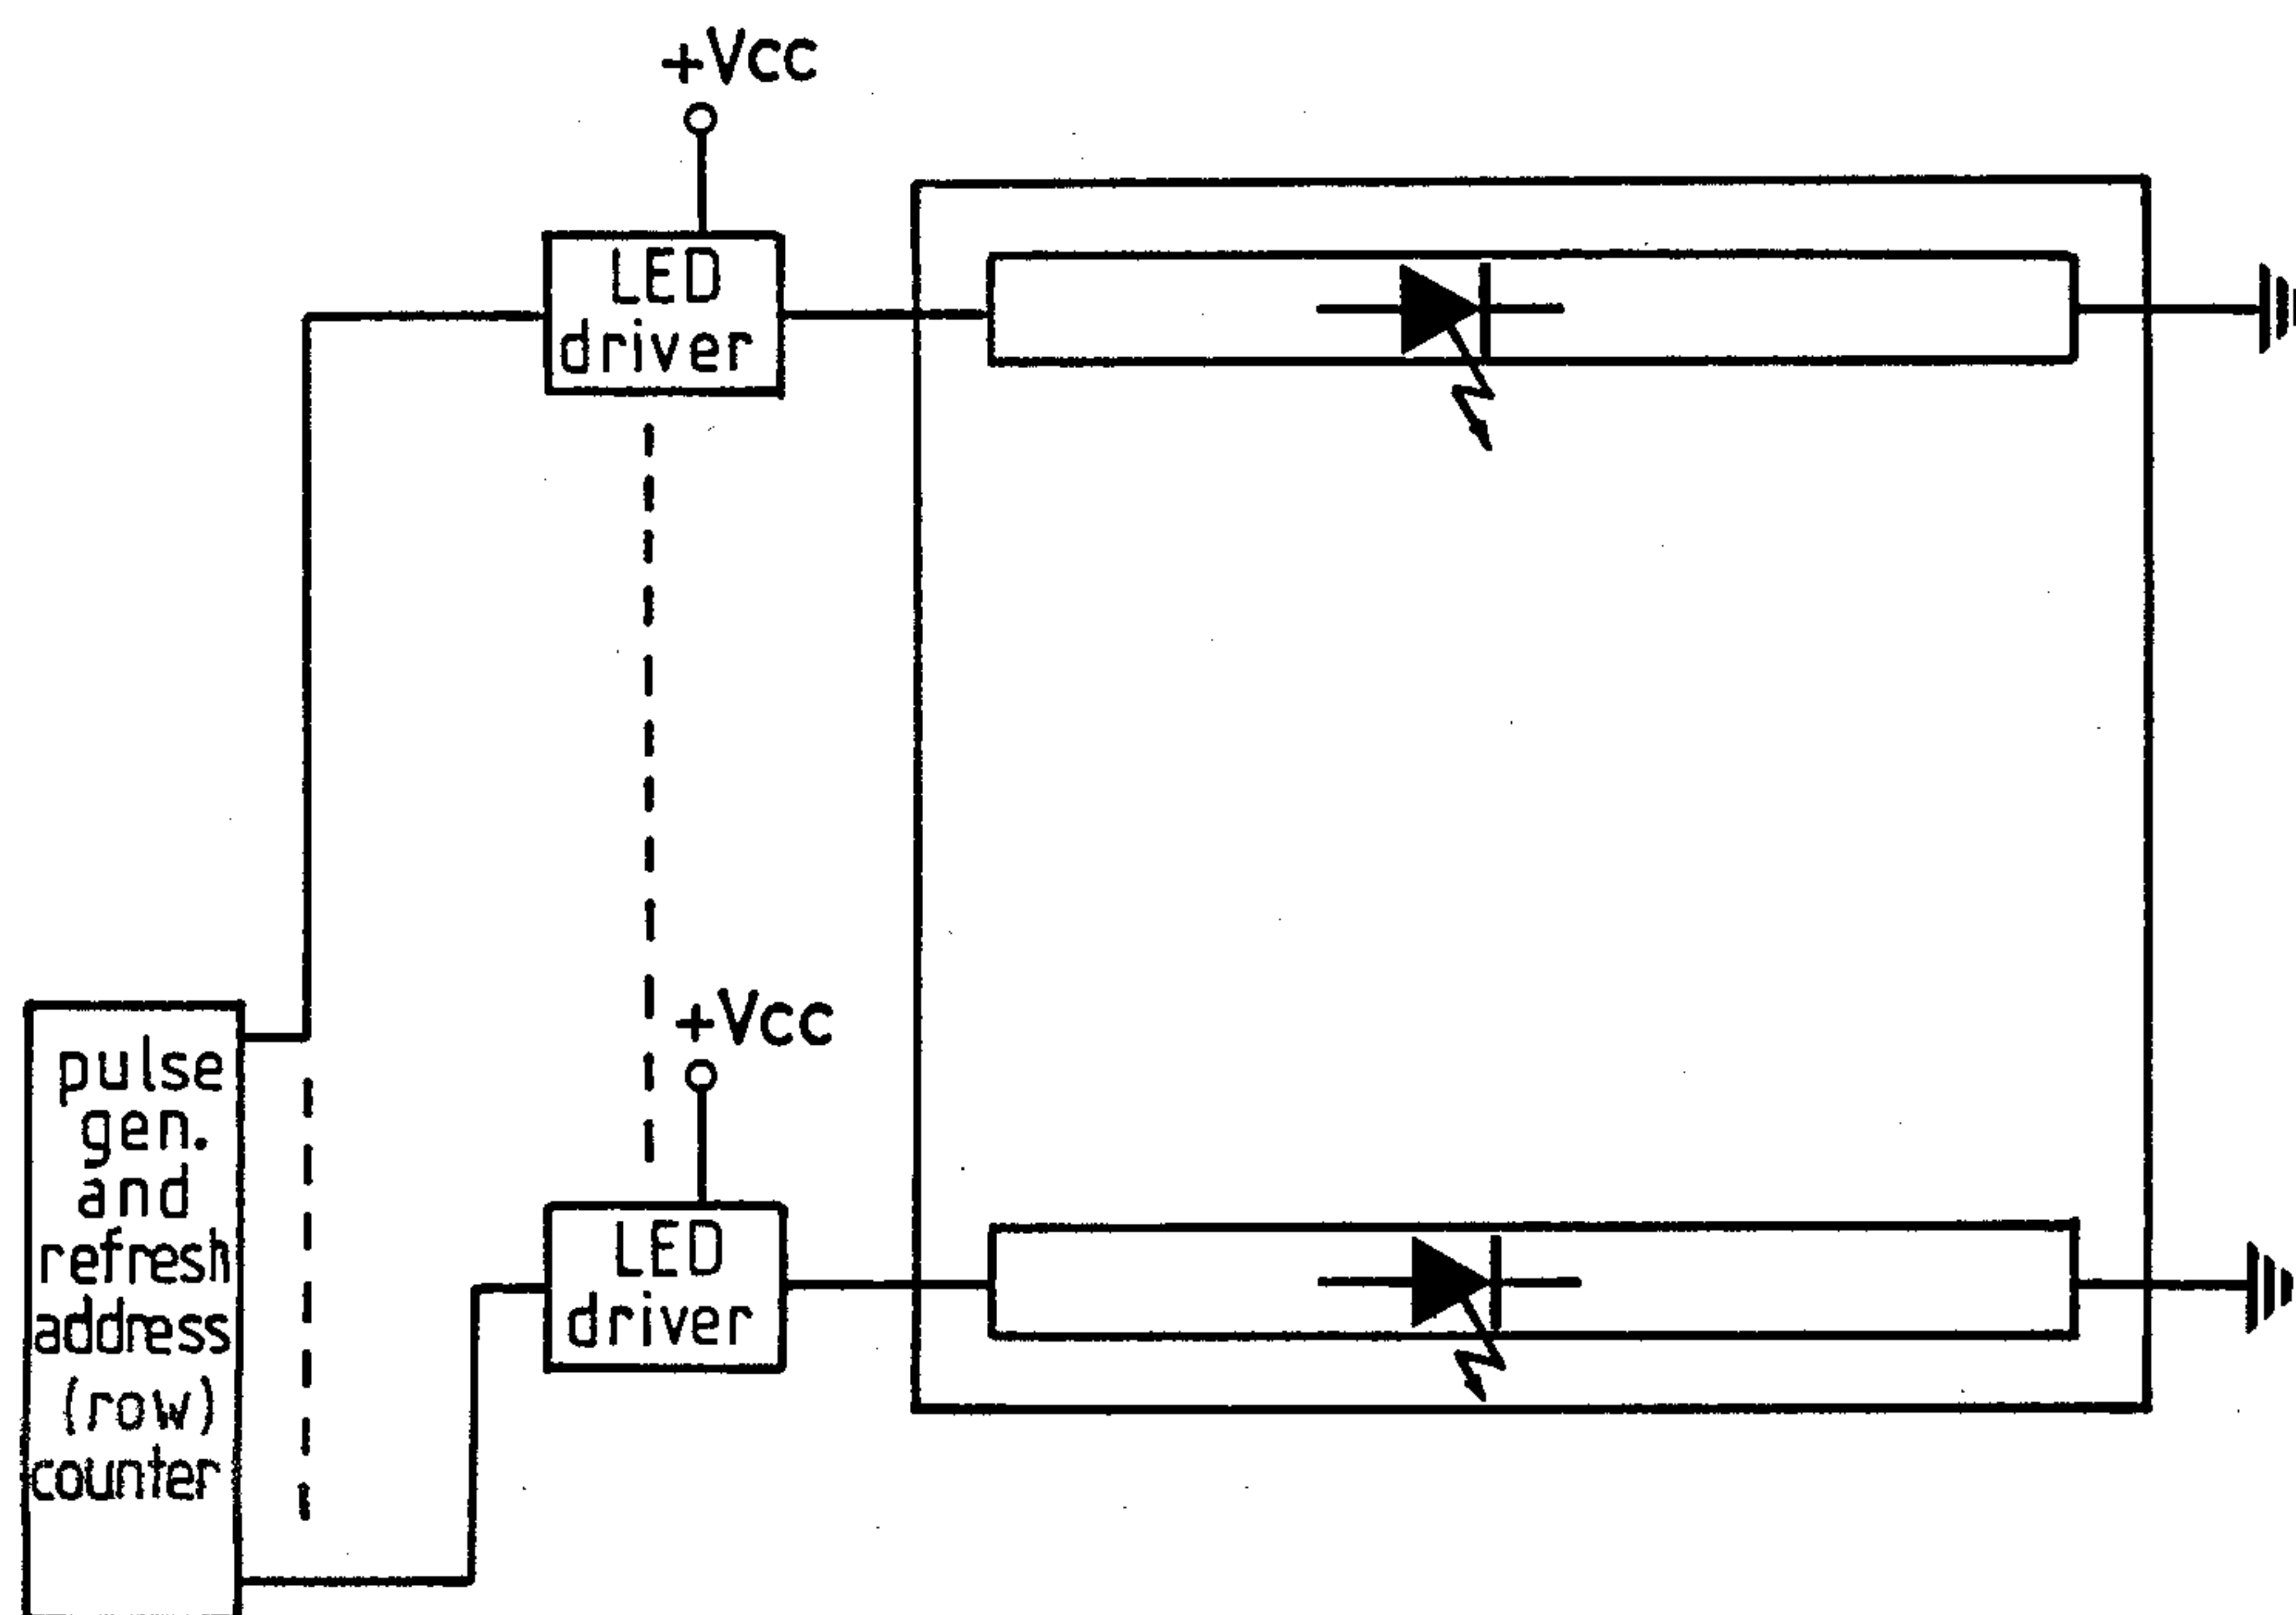 +Vcc
LED
driver
+Vcc
LED
driver
pulse
gen.
and
refresh
address
(row)
counter